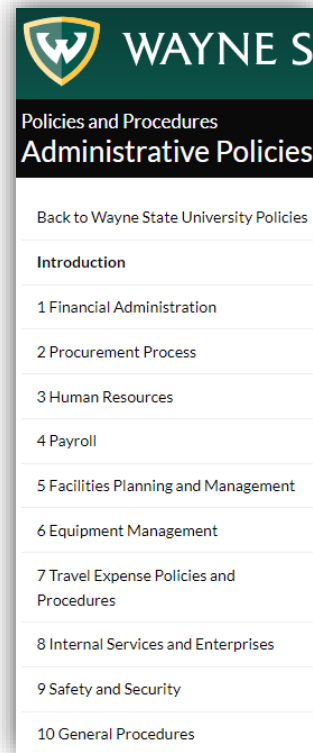 WAYNE S
Policies and Procedures
Administrative Policies
Back to Wayne State University Policies
Introduction
1 Financial Administration
2 Procurement Process
3 Human Resources
4 Payroll
5 Facilities Planning and Management
6 Equipment Management
7 Travel Expense Policies and
Procedures
8 Internal Services and Enterprises
9 Safety and Security
10 General Procedures